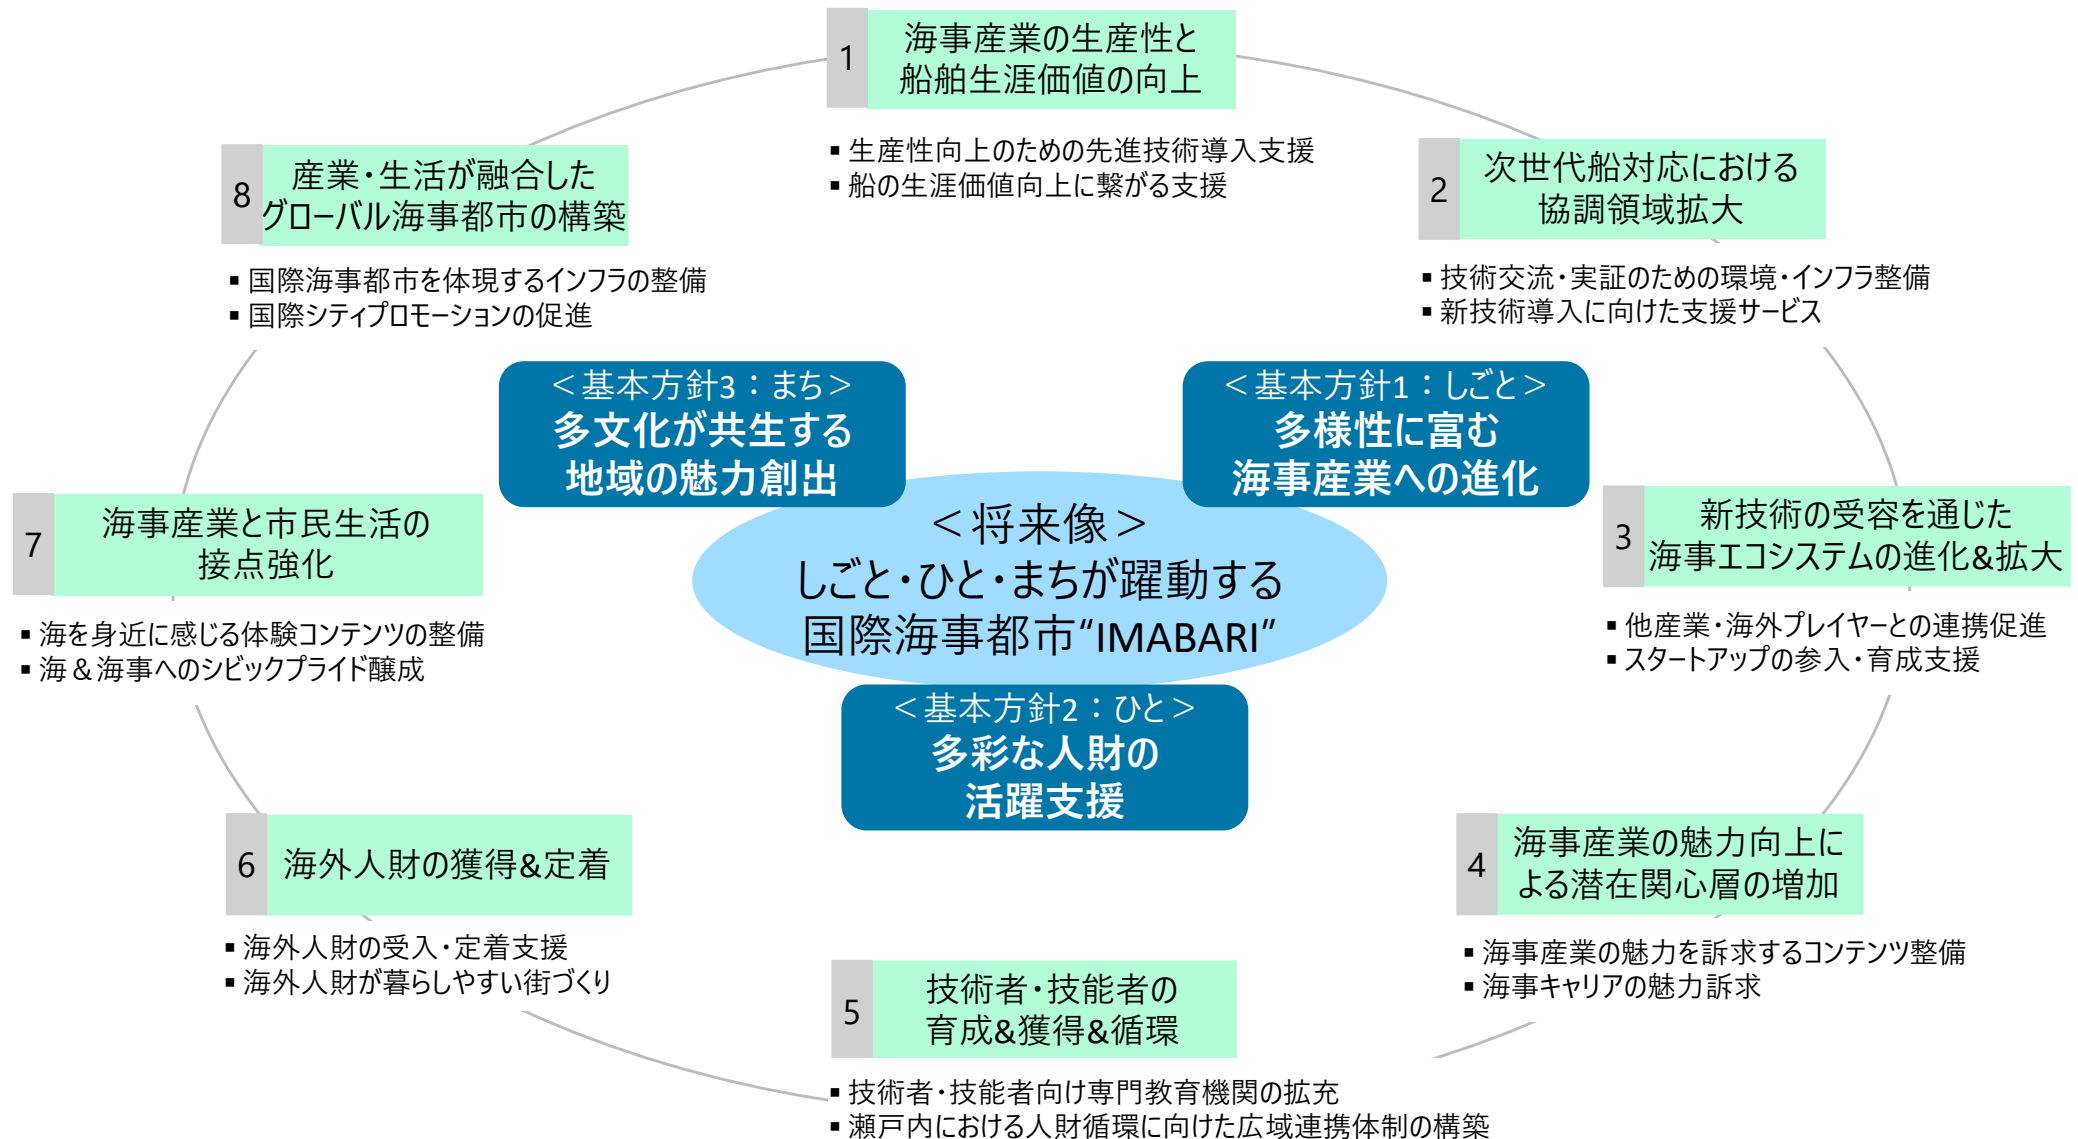 1
海事産業の生産性と
船舶生涯価値の向上
▪生産性向上のための先進技術導入支援
▪船の生涯価値向上に繋がる支援
2
次世代船対応における
協調領域拡大
▪技術交流・実証のための環境・インフラ整備
▪新技術導入に向けた支援サービス
8
産業・生活が融合した
グローバル海事都市の構築
▪国際海事都市を体現するインフラの整備
▪国際シティプロモーションの促進
<基本方針3：まち>
多文化が共生する
地域の魅力創出
<基本方針1：しごと>
多様性に富む
海事産業への進化
<将来像>
しごと・ひと・まちが躍動する
国際海事都市“IMABARI”
<基本方針2：ひと>
多彩な人財の
活躍支援
7
海事産業と市民生活の
接点強化
▪海を身近に感じる体験コンテンツの整備
▪海＆海事へのシビックプライド醸成
3
新技術の受容を通じた
海事エコシステムの進化&拡大
▪他産業・海外プレイヤーとの連携促進
▪スタートアップの参入・育成支援
6
海外人財の獲得&定着
▪海外人財の受入・定着支援
▪海外人財が暮らしやすい街づくり
4
海事産業の魅力向上に
よる潜在関心層の増加
▪海事産業の魅力を訴求するコンテンツ整備
▪海事キャリアの魅力訴求
5
技術者・技能者の
育成&獲得&循環
▪技術者・技能者向け専門教育機関の拡充
▪瀬戸内における人財循環に向けた広域連携体制の構築